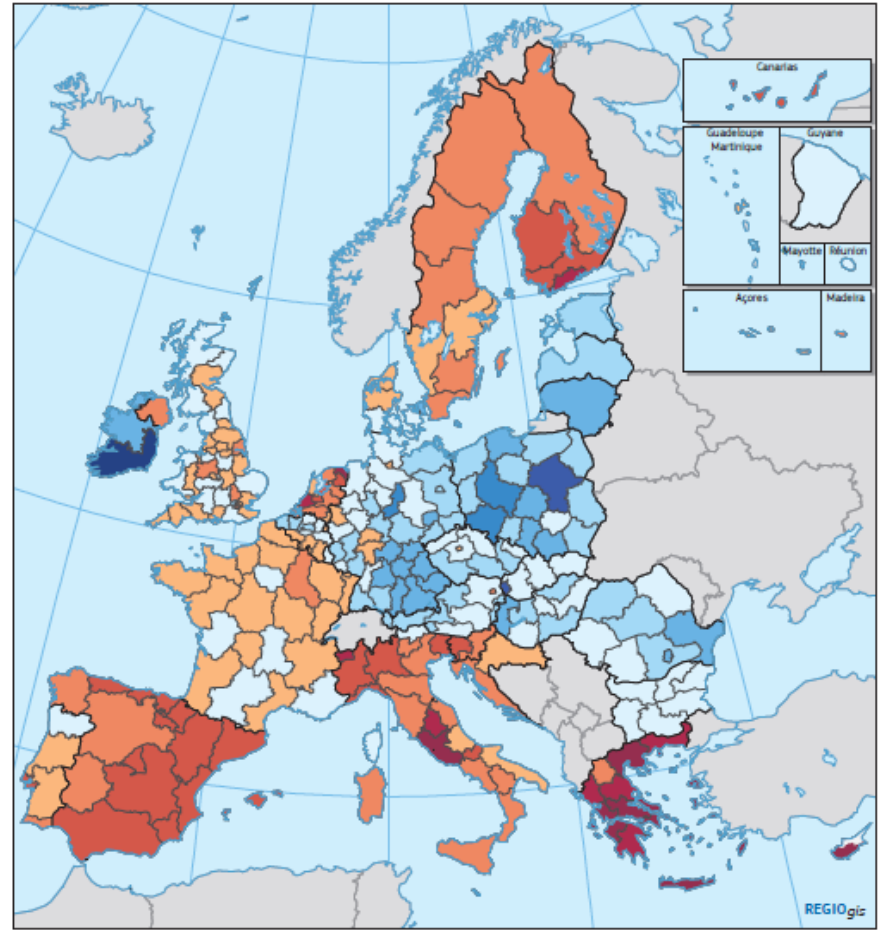 Canarias
Guadeloupe
Martinique
Guyane
Mayotte
Réunion
Açores
Madeira
REGIOgis